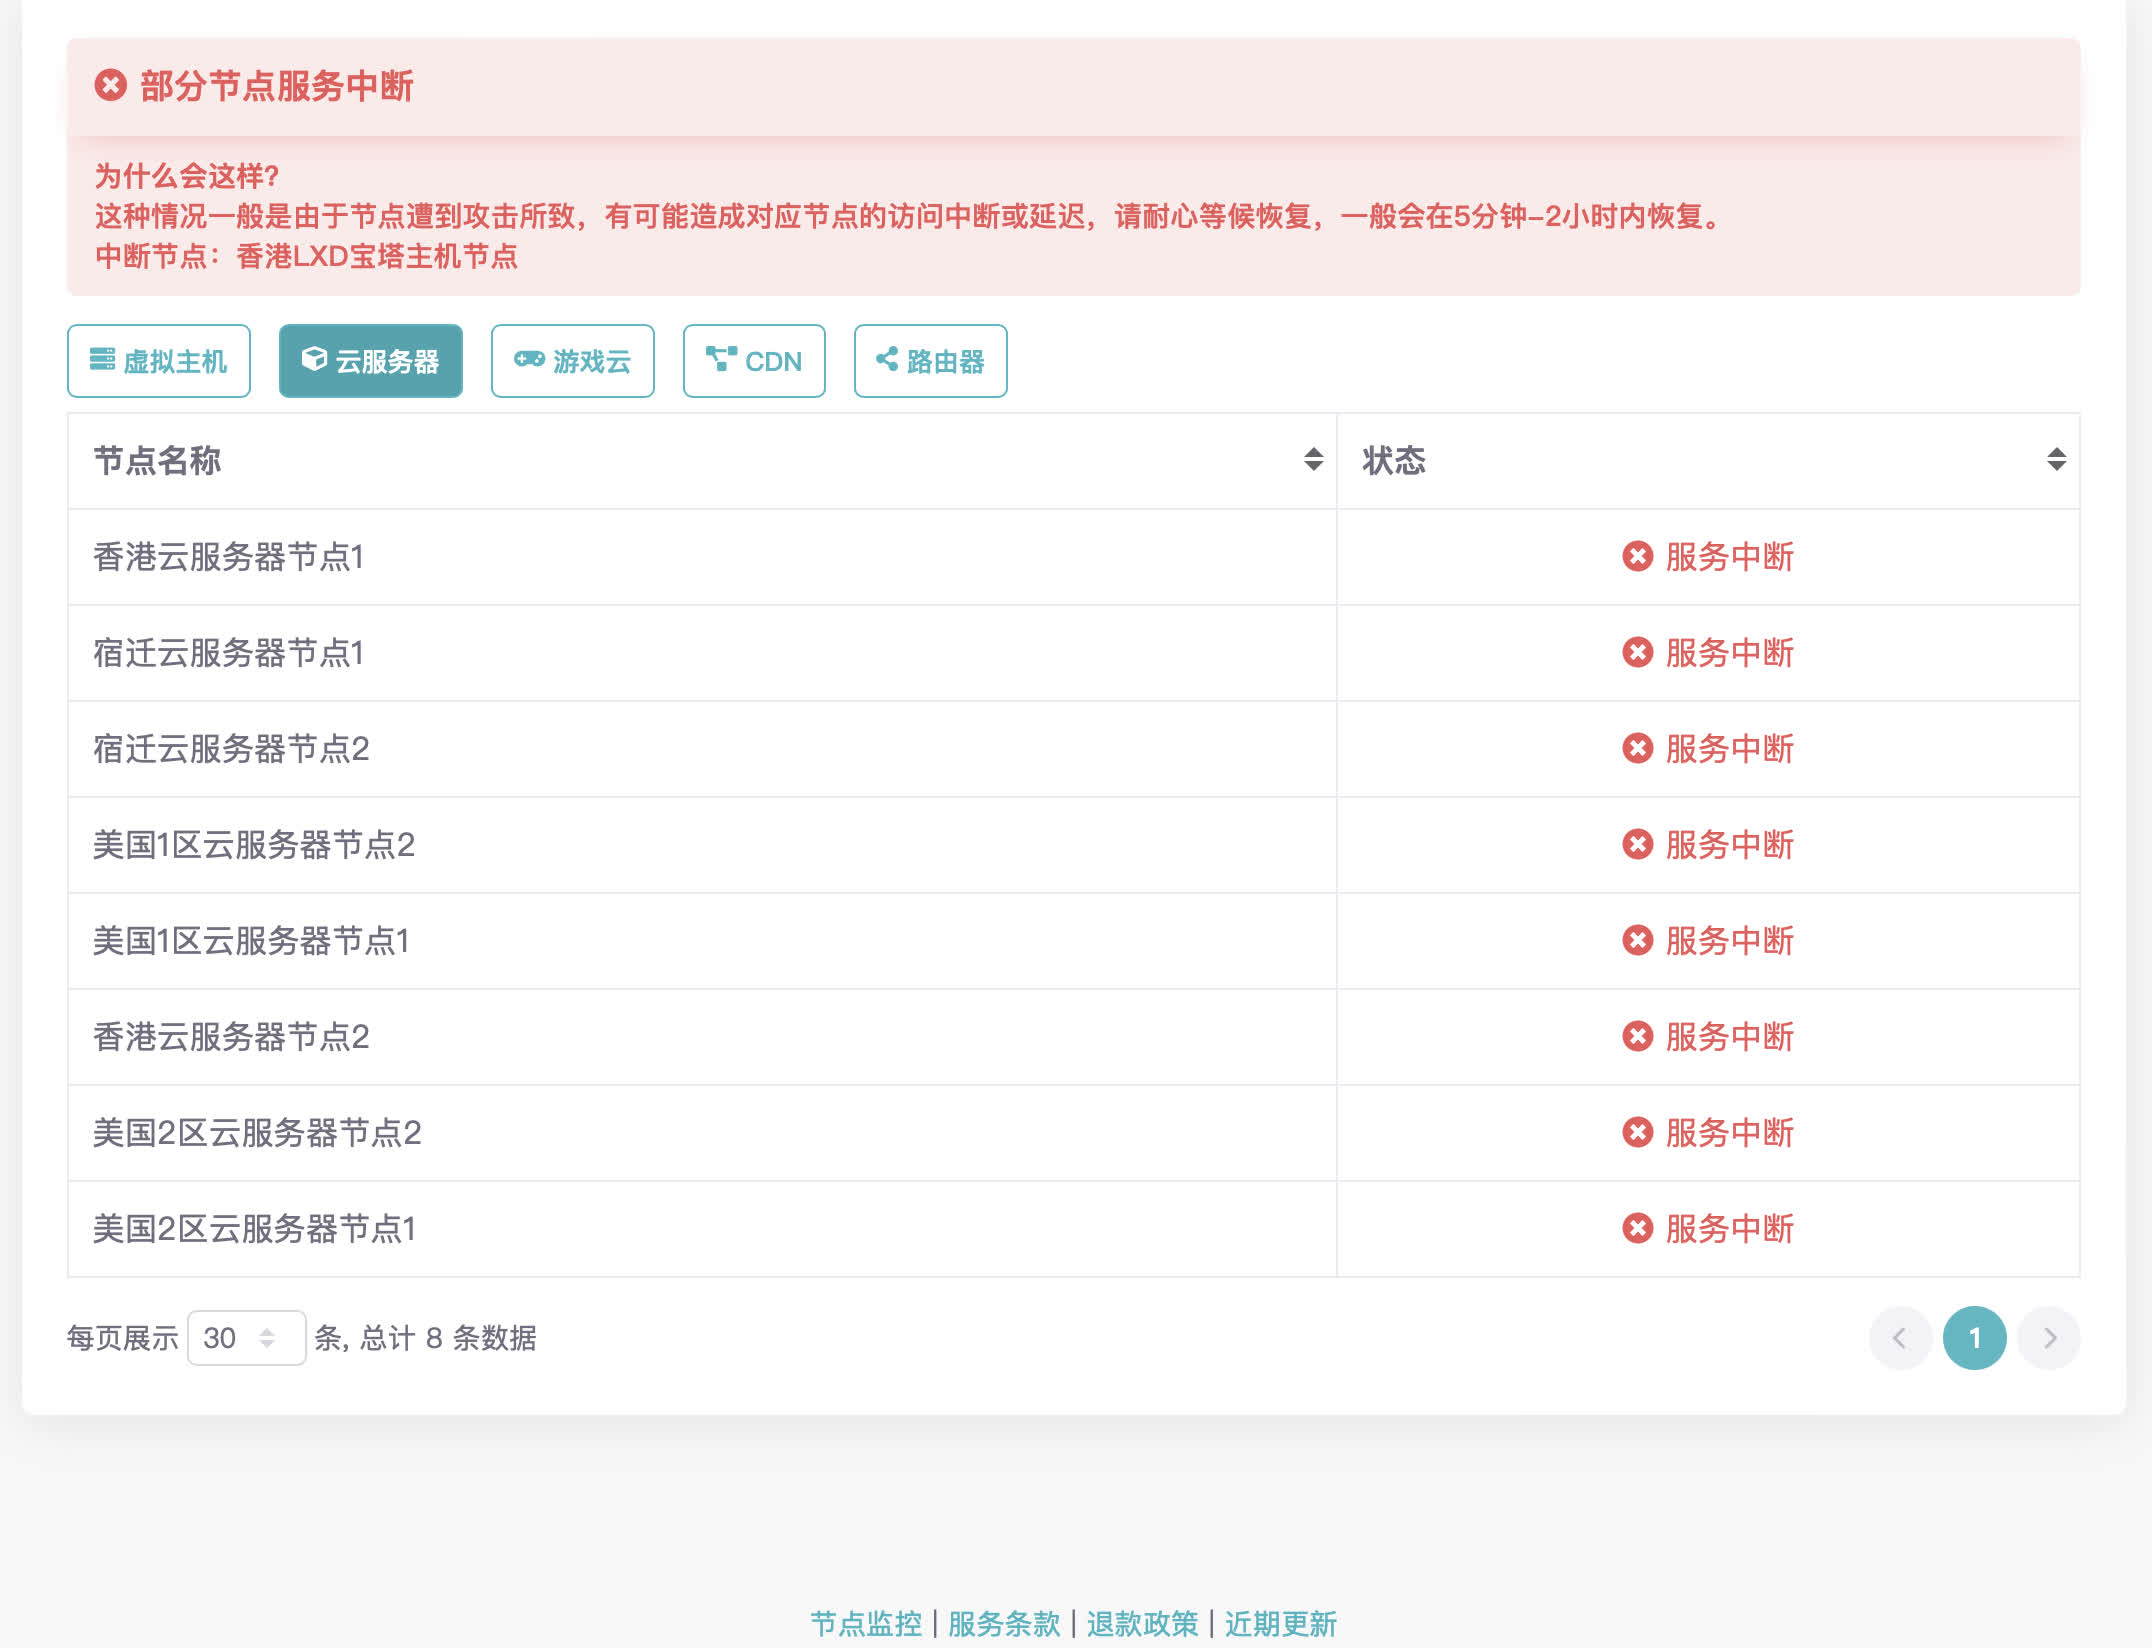 部分节点服务中断
为什么会这样?
这种情况一般是由于节点遭到攻击所致，有可能造成对应节点的访问中断或延迟，请耐心等候恢复，一般会在5分钟-2小时内恢复。
中断节点：香港LXD宝塔主机节点
虚拟主机 云服务器 游戏云 CDN 路由器
节点名称 状态
香港云服务器节点1 服务中断
宿迁云服务器节点1 服务中断
宿迁云服务器节点2 服务中断
美国1区云服务器节点2 服务中断
美国1区云服务器节点1 服务中断
香港云服务器节点2 服务中断
美国2区云服务器节点2 服务中断
美国2区云服务器节点1 服务中断
每页展示 30 条, 总计 8 条数据 1
节点监控 | 服务条款 | 退款政策 | 近期更新